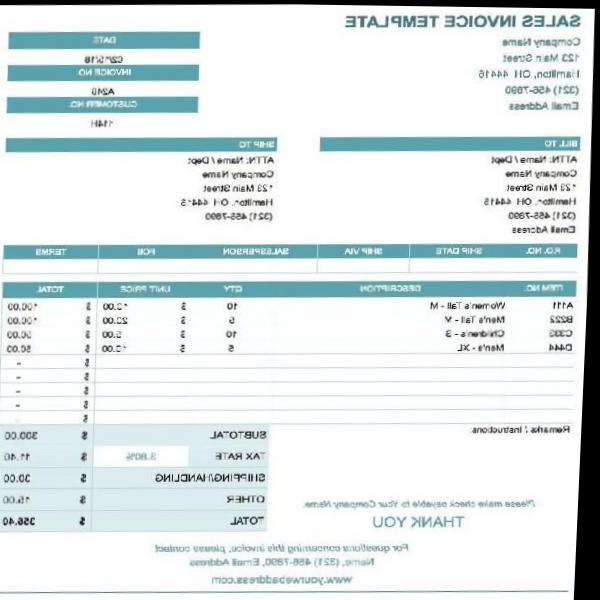 SALES INVOICE TEMPLATE
Company Name
123 Main Street
Hamilton, OH 44416
(321) 456-7890
Email Address
DATE
02/15/18
INVOICE NO.
A246
CUSTOMER NO.
114H
BILL TO
ATTN: Name / Dept
Company Name
123 Main Street
Hamilton, OH 44416
(321) 456-7890
Email Address
SHIP TO
ATTN: Name / Dept
Company Name
123 Main Street
Hamilton, OH 44416
(321) 456-7890
P.O. NO. SHIP DATE SHIP VIA SALESPERSON FOB TERMS
ITEM NO. DESCRIPTION QTY UNIT PRICE TOTAL
A111 Women's Tall - M 10 $ 10.00 $ 100.00
B222 Men's Tall - M 5 $ 20.00 $ 100.00
C333 Children's - S 10 $ 5.00 $ 50.00
D444 Men's - XL 5 $ 10.00 $ 50.00
$ -
$ -
$ -
$ -
$ -
Remarks / Instructions:
SUBTOTAL $ 300.00
TAX RATE 3.80% $ 11.40
SHIPPING/HANDLING $ 30.00
OTHER $ 15.00
TOTAL $ 356.40
Please make check payable to Your Company Name.
THANK YOU
For questions concerning this invoice, please contact
Name, (321) 456-7890, Email Address
www.yourwebaddress.com